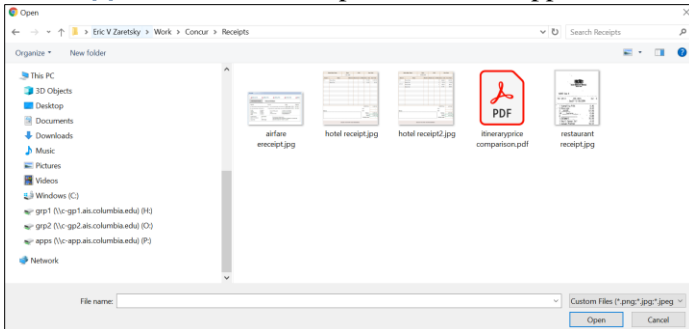 Open
Eric V Zaretsky > Work > Concur > Receipts
Search Receipts
Organize
New folder
This PC
3D Objects
Desktop
Documents
Downloads
Music
Pictures
Videos
Windows (C:)
grp1 (\\c-gp1.ais.columbia.edu) (H:)
grp2 (\\c-gp2.ais.columbia.edu) (O:)
apps (\\c-app.ais.columbia.edu) (P:)
Network
airfare
ereceipt.jpg
hotel receipt.jpg
hotel receipt2.jpg
PDF
itineraryprice
comparison.pdf
restaurant
receipt.jpg
File name:
Custom Files (*.png;*.jpg;*.jpeg
Open
Cancel